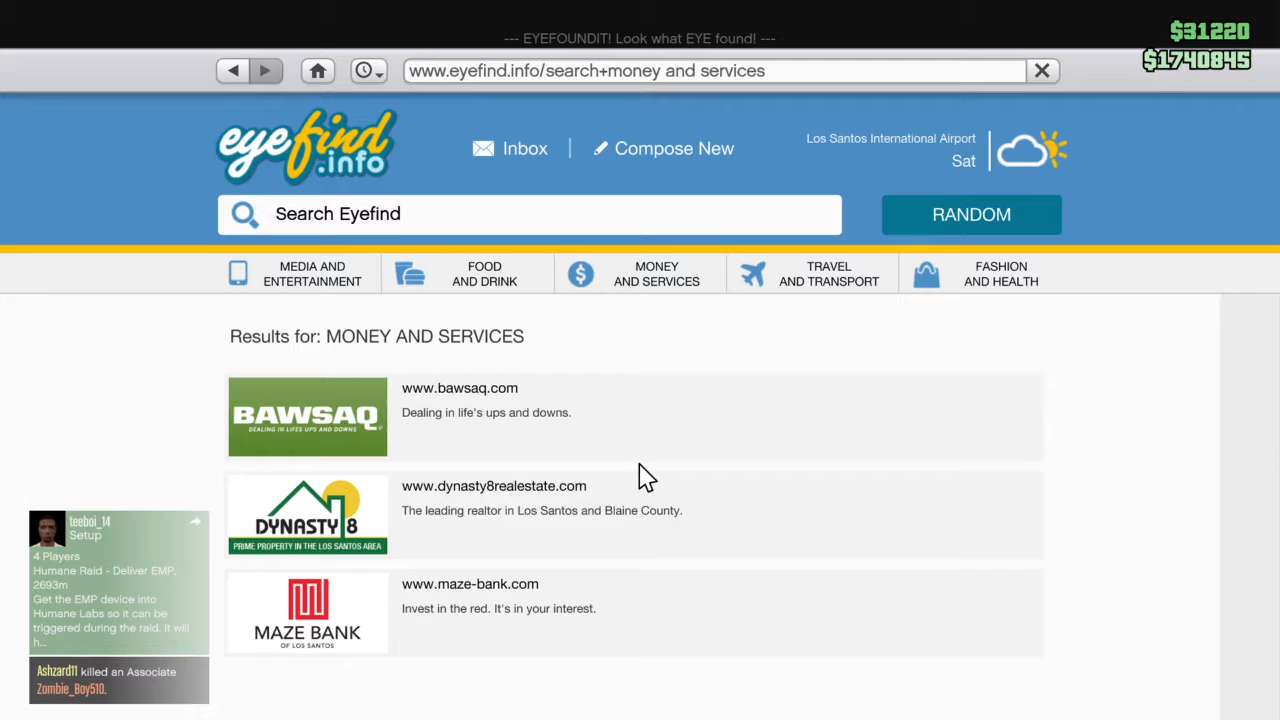 --- EYEFOUNDIT! Look what EYE found! ---
$31220
$1740845
www.eyefind.info/search+money and services
eyefind
.info
Inbox
Compose New
Los Santos International Airport
Sat
Search Eyefind
RANDOM
MEDIA AND
ENTERTAINMENT
FOOD
AND DRINK
MONEY
AND SERVICES
TRAVEL
AND TRANSPORT
FASHION
AND HEALTH
Results for: MONEY AND SERVICES
BAWSAQ
DEALING IN LIFES UPS AND DOWNS
www.bawsaq.com
Dealing in life's ups and downs.
DYNASTY 8
PRIME PROPERTY IN THE LOS SANTOS AREA
www.dynasty8realestate.com
The leading realtor in Los Santos and Blaine County.
MAZE BANK
OF LOS SANTOS
www.maze-bank.com
Invest in the red. It's in your interest.
teeboi_14
Setup
4 Players
Humane Raid - Deliver EMP,
2693m
Get the EMP device into
Humane Labs so it can be
triggered during the raid. It will
h...
Ashzard11 killed an Associate
Zombie_Boy510.